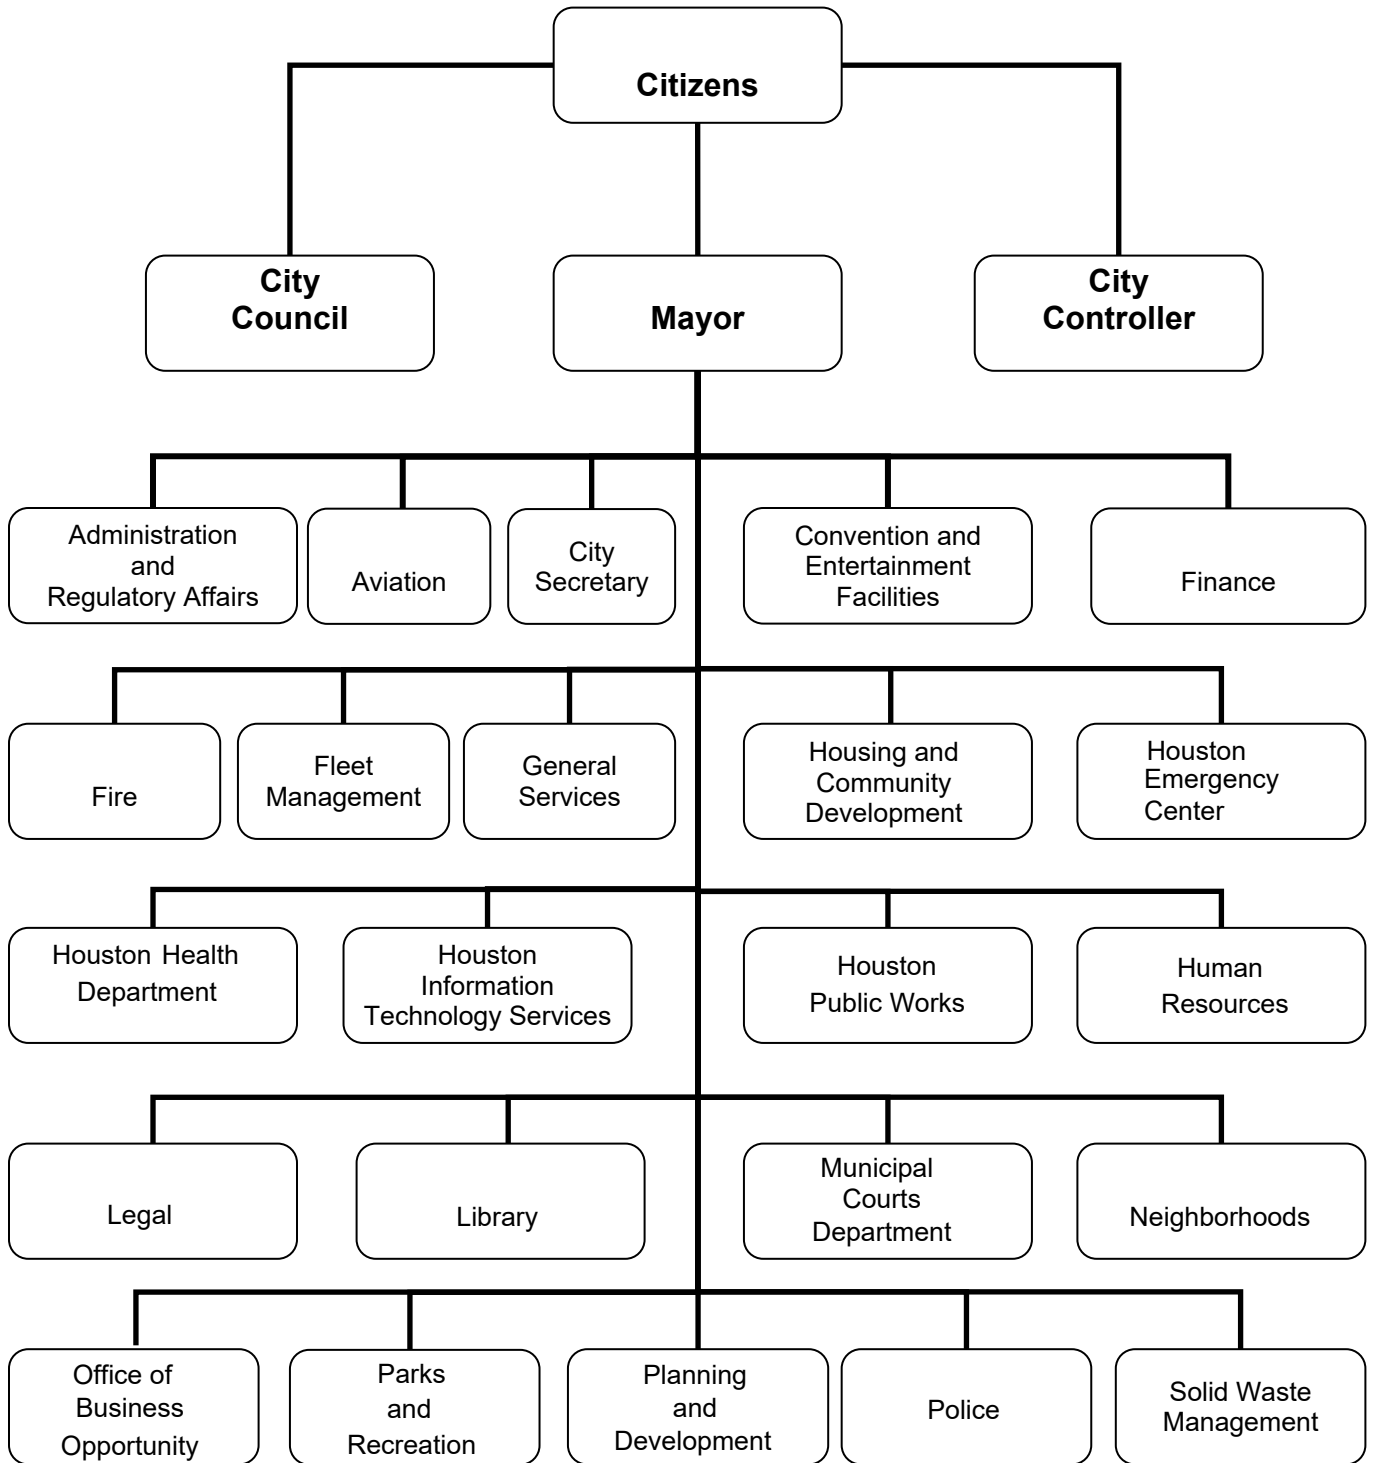 Citizens
City
Council
Mayor
City
Controller
Administration
and
Regulatory Affairs
Aviation
City
Secretary
Convention and
Entertainment
Facilities
Finance
Fire
Fleet
Management
General
Services
Housing and
Community
Development
Houston
Emergency
Center
Houston Health
Department
Houston
Information
Technology Services
Houston
Public Works
Human
Resources
Legal
Library
Municipal
Courts
Department
Neighborhoods
Office of
Business
Opportunity
Parks
and
Recreation
Planning
and
Development
Police
Solid Waste
Management